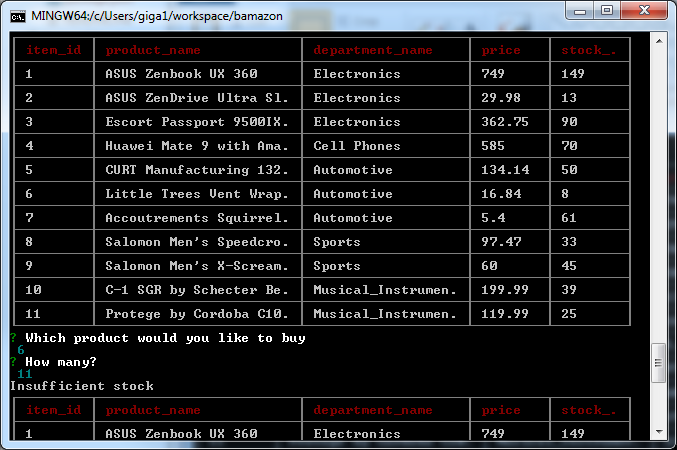 MINGW64:/c/Users/giga1/workspace/bamazon
item_id product_name department_name price stock_.
1 ASUS Zenbook UX 360 Electronics 749 149
2 ASUS ZenDrive Ultra Sl. Electronics 29.98 13
3 Escort Passport 9500IX. Electronics 362.75 90
4 Huawei Mate 9 with Ama. Cell Phones 585 70
5 CURT Manufacturing 132. Automotive 134.14 50
6 Little Trees Vent Wrap. Automotive 16.84 8
7 Accoutrements Squirrel. Automotive 5.4 61
8 Salomon Men's Speedcro. Sports 97.47 33
9 Salomon Men's X-Scream. Sports 60 45
10 C-1 SGR by Schecter Be. Musical_Instrumen. 199.99 39
11 Protege by Cordoba C10. Musical_Instrumen. 119.99 25
? Which product would you like to buy
6
? How many?
11
Insufficient stock
item_id product_name department_name price stock_.
1 ASUS Zenbook UX 360 Electronics 749 149